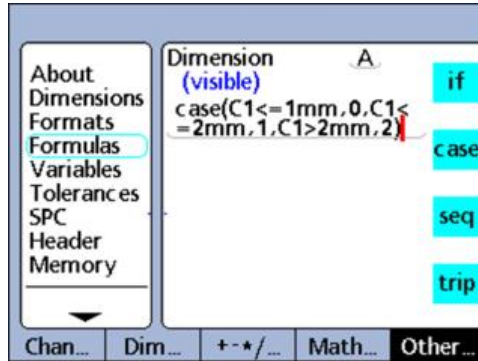 About
Dimensions
Formats
Formulas
Variables
Tolerances
SPC
Header
Memory
Dimension A
(visible)
case(C1<=1mm,0,C1<
=2mm,1,C1>2mm,2)
if
case
seq
trip
Chan... Dim... +-*/... Math... Other...